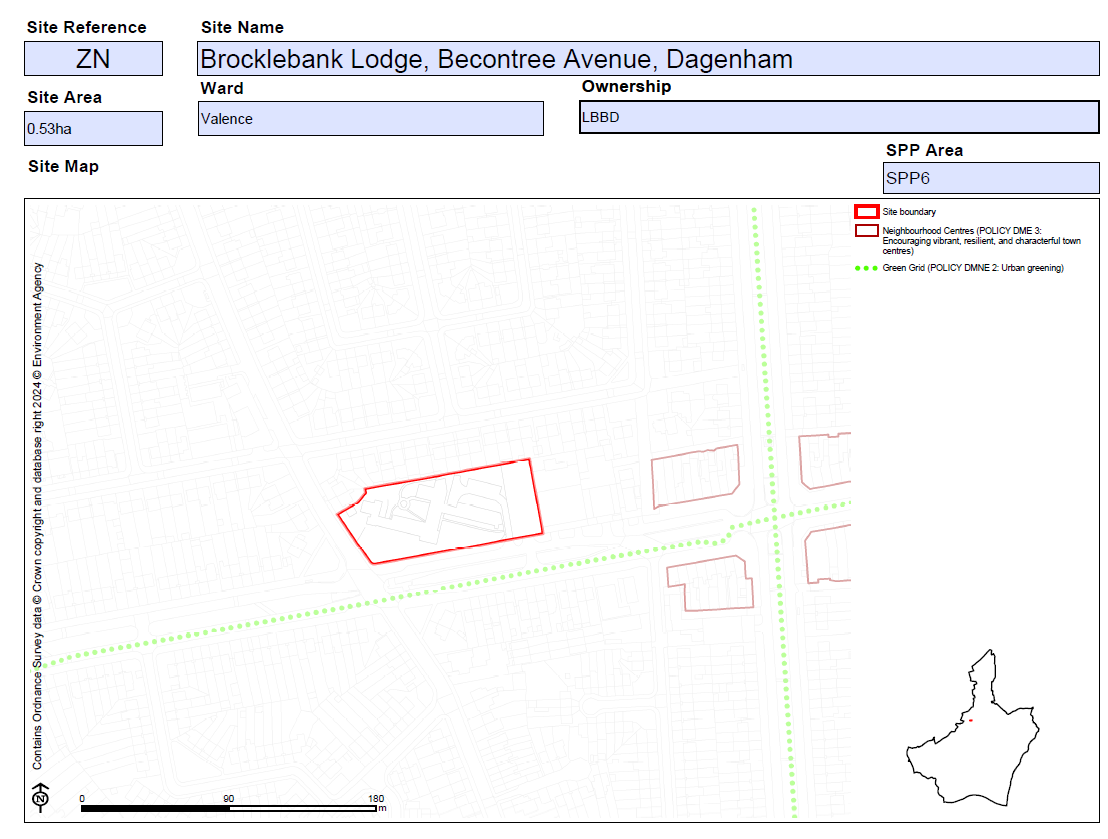 Site Reference
Site Name
ZN
Brocklebank Lodge, Becontree Avenue, Dagenham
Site Area
Ward
Ownership
0.53ha
Valence
LBBD
Site Map
SPP Area
SPP6
Site boundary
Neighbourhood Centres (POLICY DME 3:
Encouraging vibrant, resilient, and characterful town
centres)
Green Grid (POLICY DMNE 2: Urban greening)
Contains Ordnance Survey data © Crown copyright and database right 2024 © Environment Agency
N
0 90 180
m